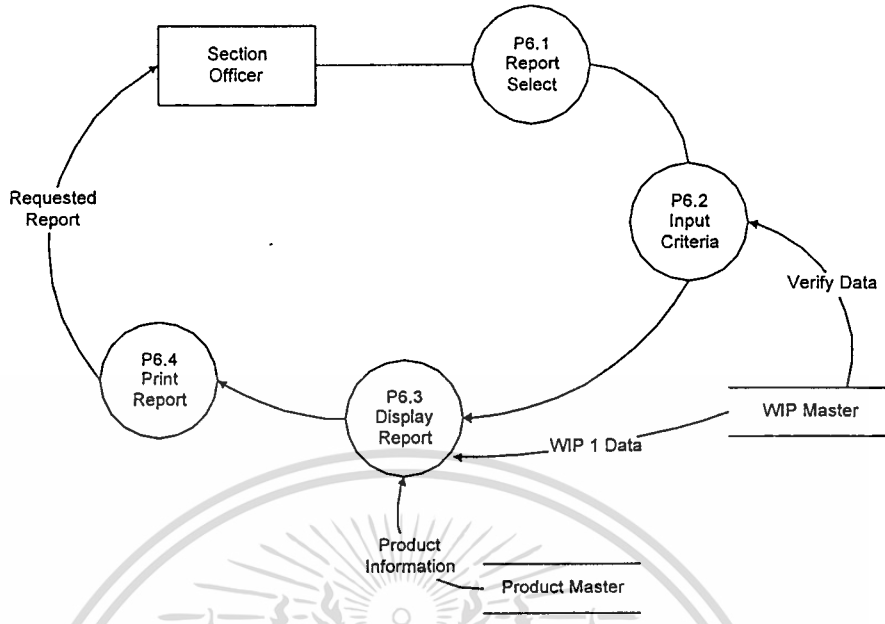 Section
Officer
P6.1
Report
Select
Requested
Report
P6.2
Input
Criteria
Verify Data
P6.4
Print
Report
P6.3
Display
Report
WIP Master
WIP 1 Data
Product
Information
Product Master